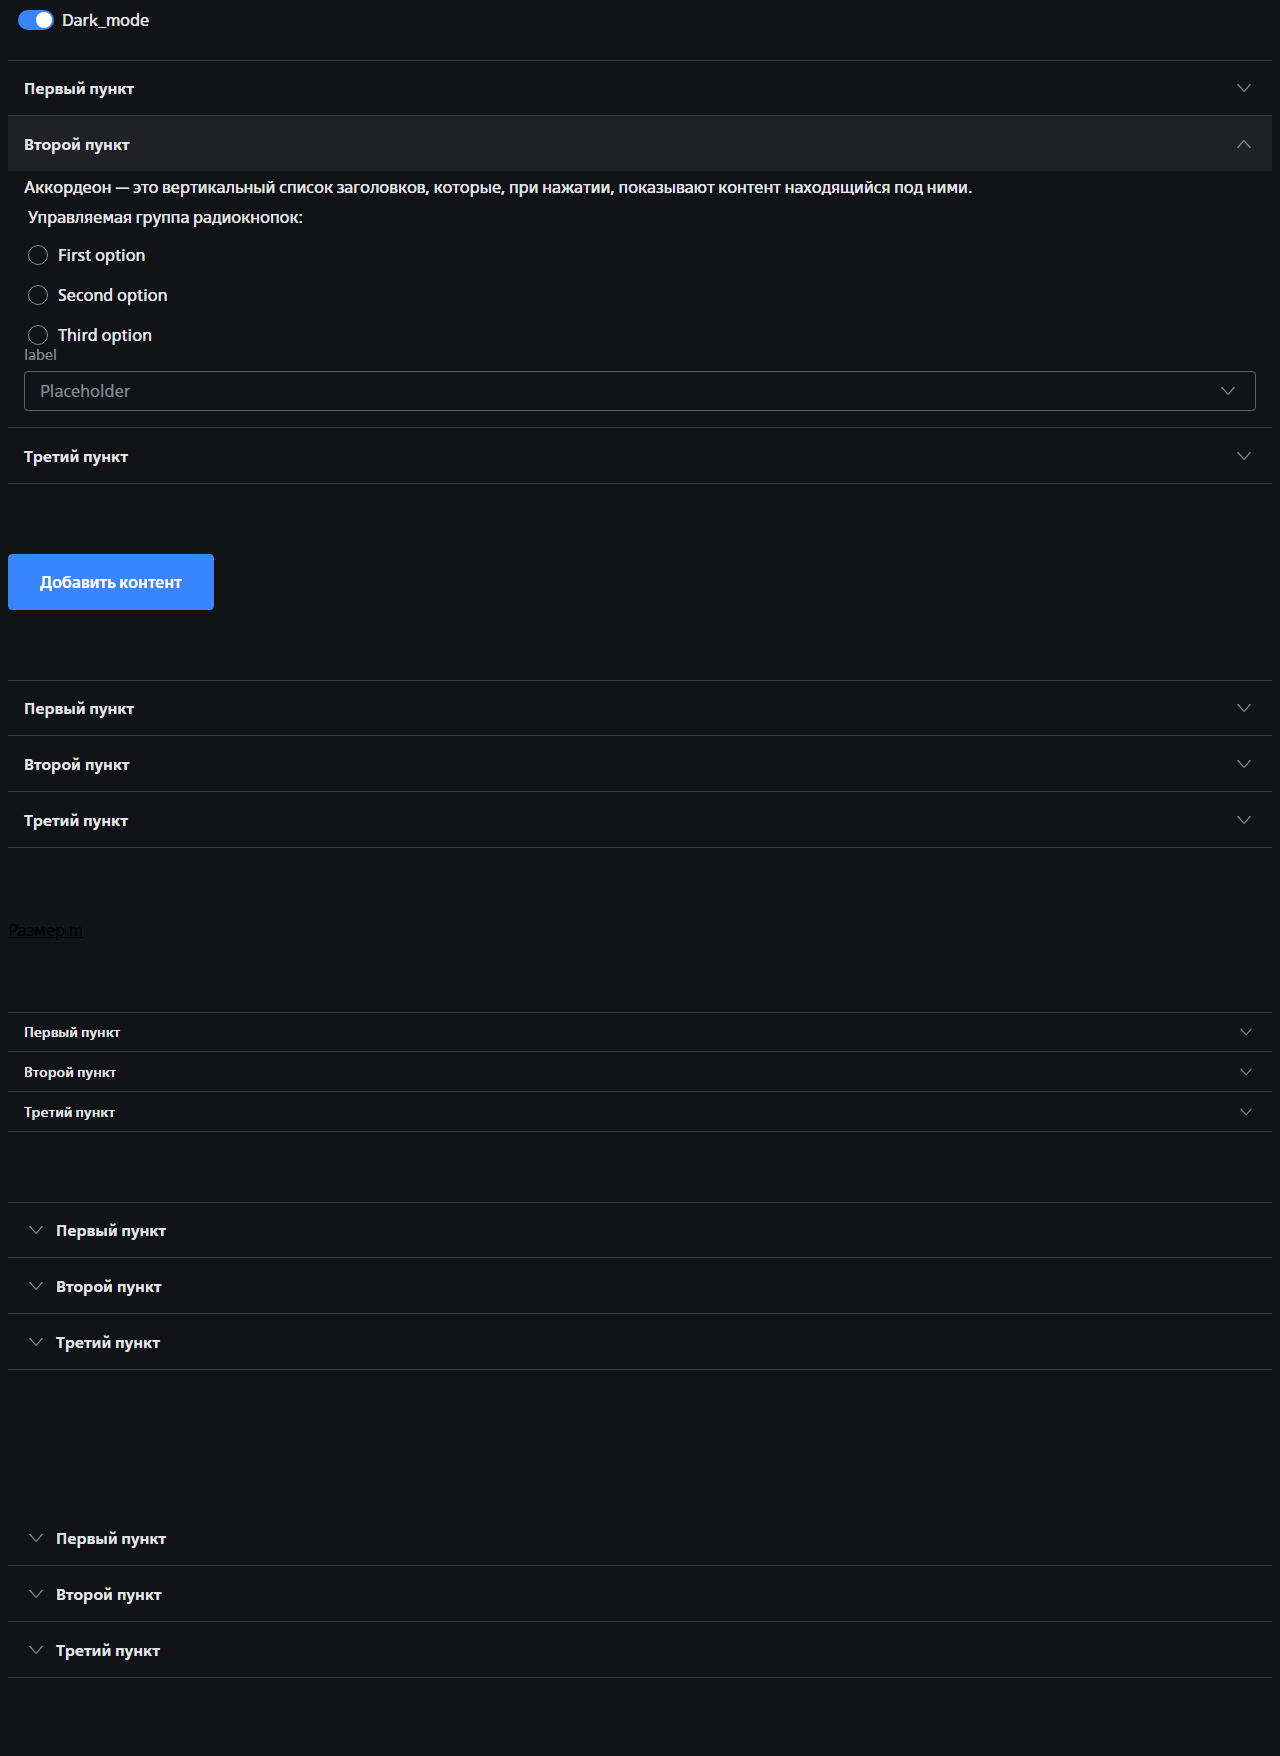 Dark_mode
Первый пункт
Второй пункт
Аккордеон — это вертикальный список заголовков, которые, при нажатии, показывают контент находящийся под ними.
Управляемая группа радиокнопок:
First option
Second option
Third option
label
Placeholder
Третий пункт
Добавить контент
Первый пункт
Второй пункт
Третий пункт
Размер m
Первый пункт
Второй пункт
Третий пункт
Первый пункт
Второй пункт
Третий пункт
Первый пункт
Второй пункт
Третий пункт